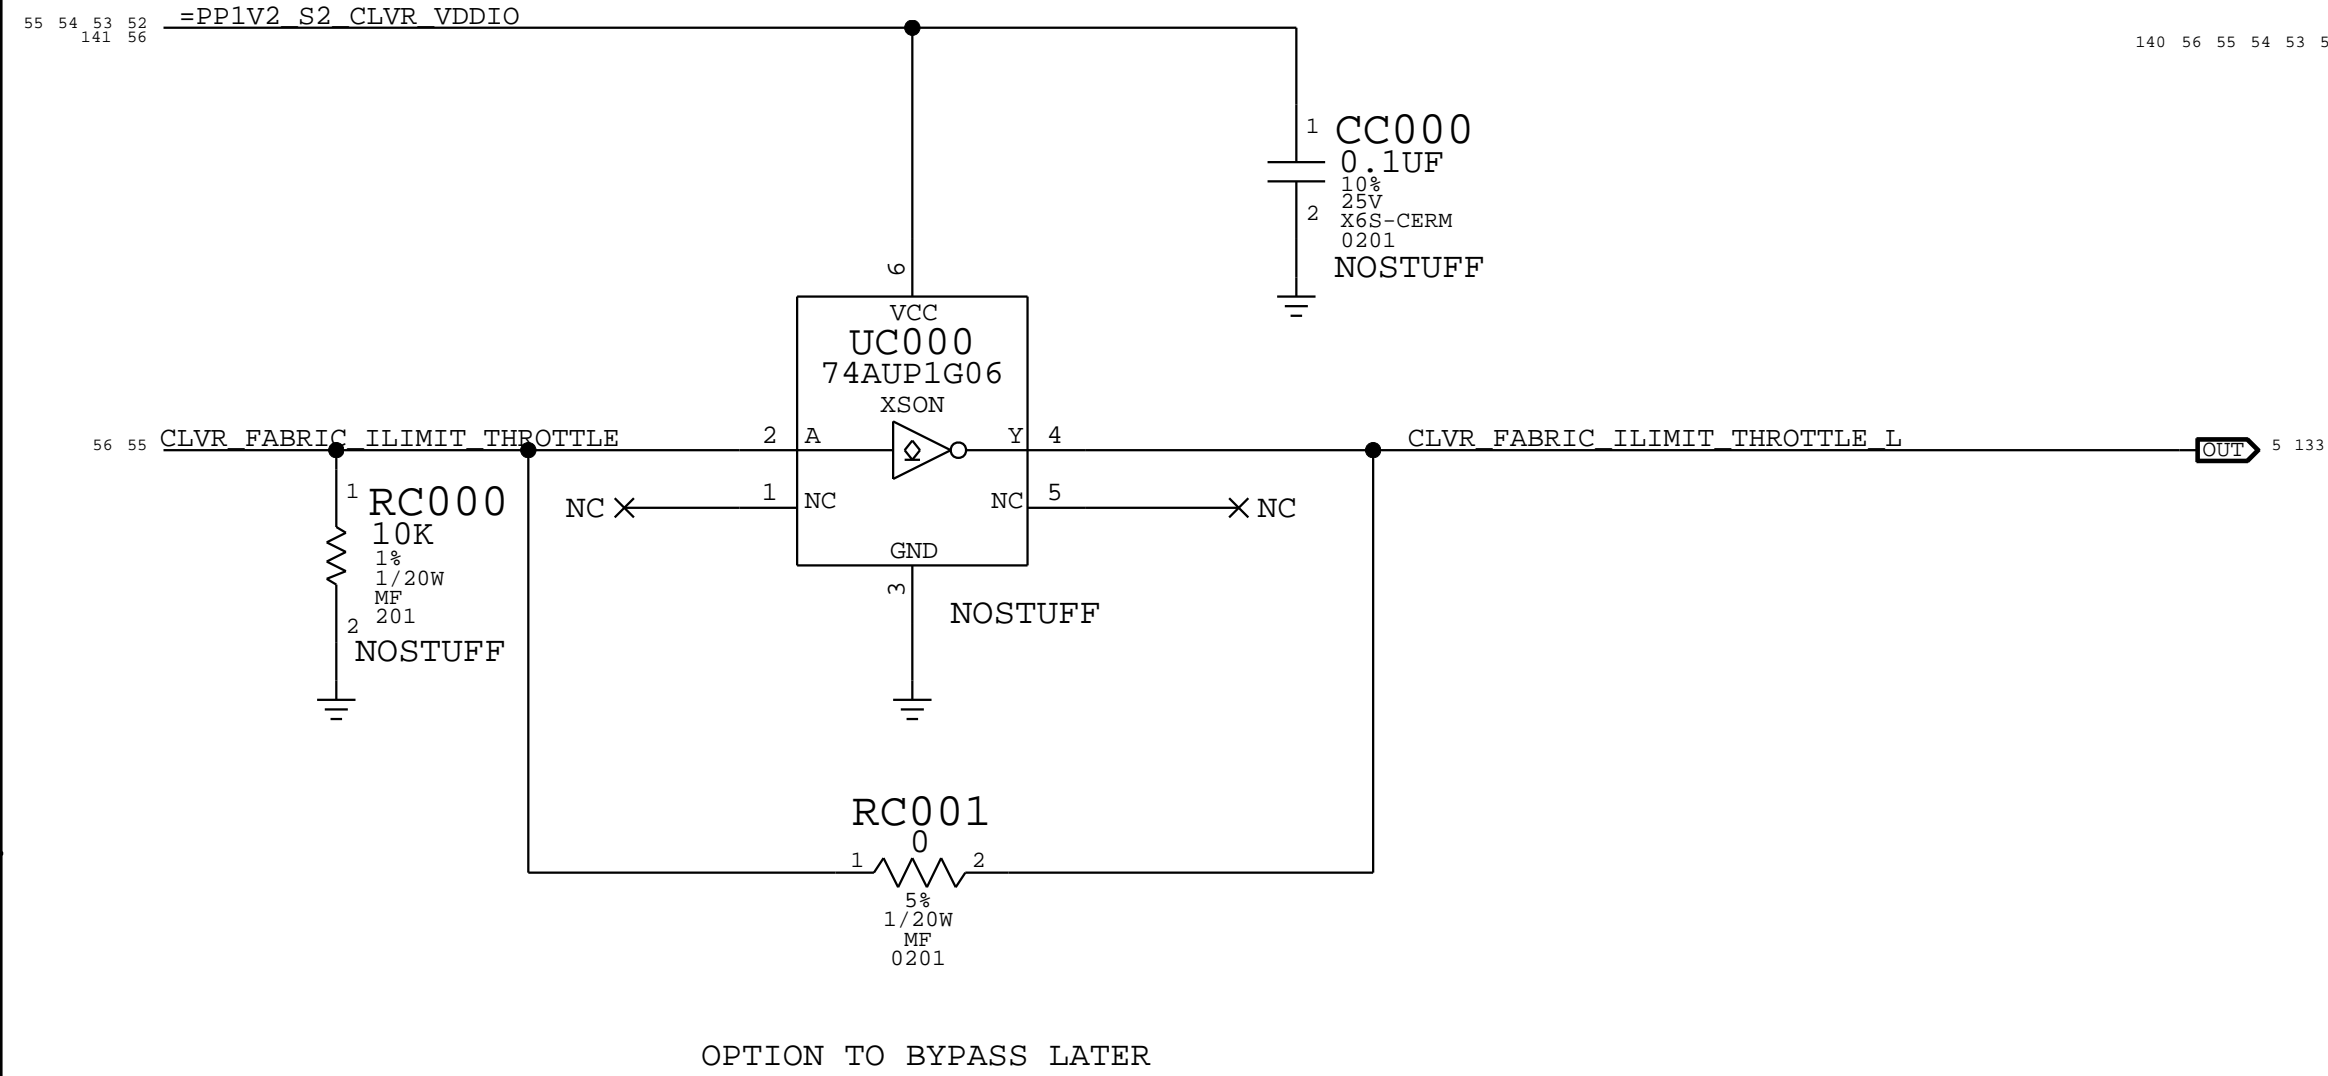 55 54 53 52
141 56
=PP1V2_S2_CLVR_VDDIO
140 56 55 54 53 5
1
CC000
0.1UF
10%
25V
2
X6S-CERM
0201
NOSTUFF
6
VCC
UC000
74AUP1G06
XSON
56 55
CLVR_FABRIC_ILIMIT_THROTTLE
2
A
Y
4
CLVR_FABRIC_ILIMIT_THROTTLE_L
OUT
5 133
1
RC000
10K
1%
1/20W
MF
201
2
NOSTUFF
NC
1
NC
NC
5
NC
GND
3
NOSTUFF
RC001
0
1
2
5%
1/20W
MF
0201
OPTION TO BYPASS LATER